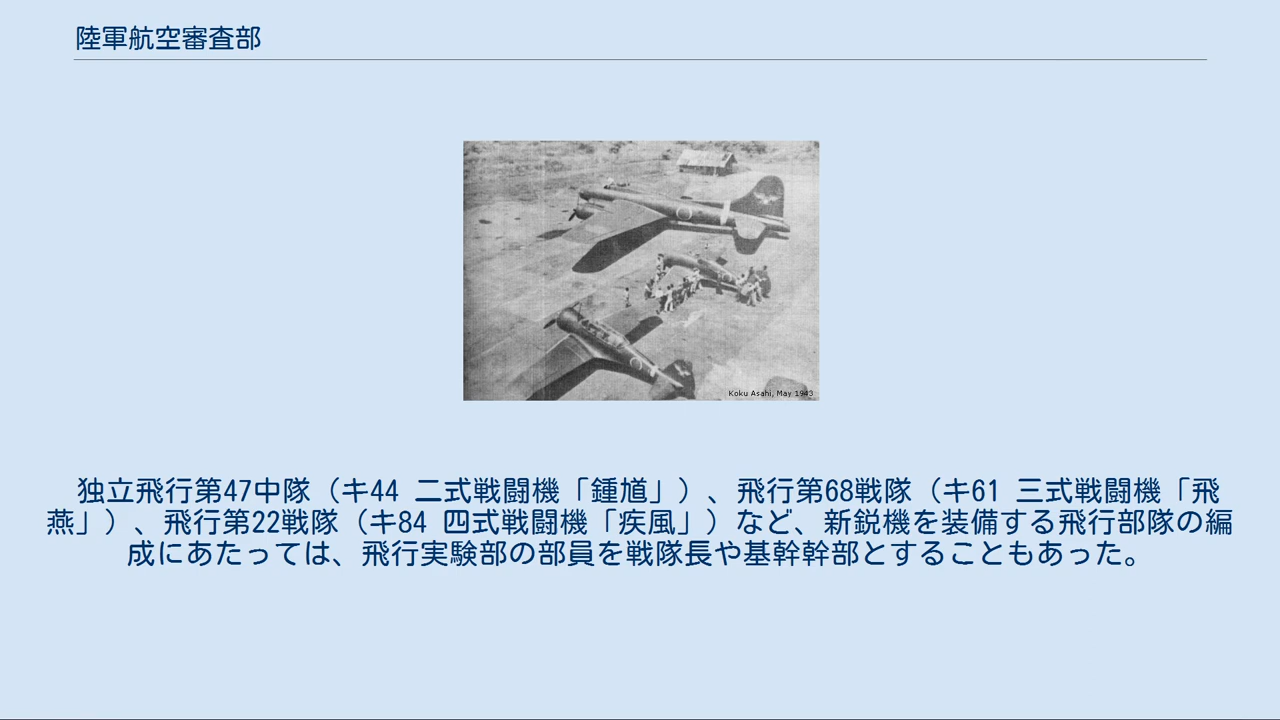 陸軍航空審査部
Koku Asahi, May 1943
独立飛行第47中隊（キ44 二式戦闘機「鍾馗」）、飛行第68戦隊（キ61 三式戦闘機「飛
燕」）、飛行第22戦隊（キ84 四式戦闘機「疾風」）など、新鋭機を装備する飛行部隊の編
成にあたっては、飛行実験部の部員を戦隊長や基幹幹部とすることもあった。